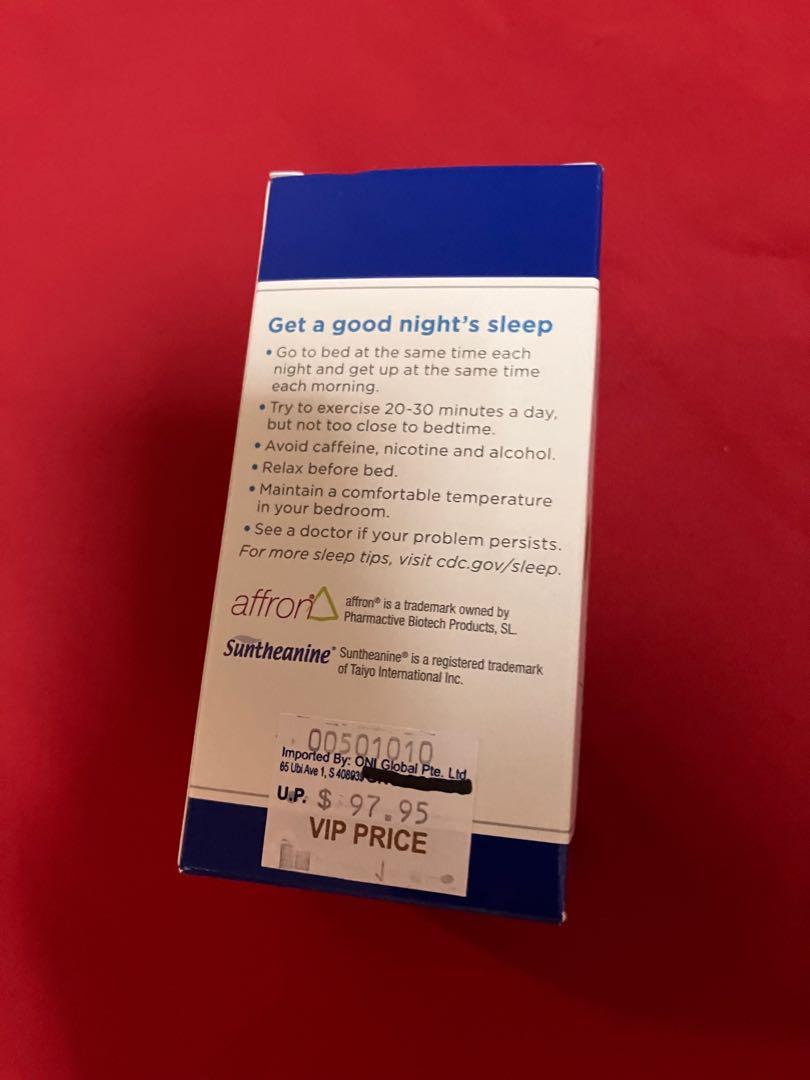 Get a good night's sleep
• Go to bed at the same time each
night and get up at the same time
each morning.
• Try to exercise 20-30 minutes a day,
but not too close to bedtime.
• Avoid caffeine, nicotine and alcohol.
• Relax before bed.
• Maintain a comfortable temperature
in your bedroom.
• See a doctor if your problem persists.
For more sleep tips, visit cdc.gov/sleep.
affron
affron® is a trademark owned by
Pharmactive Biotech Products, SL.
Suntheanine®
Suntheanine® is a registered trademark
of Taiyo International Inc.
00501010
Imported By: ONI Global Pte. Ltd
65 Ubi Ave 1, S
U.P. $ 97.95
VIP PRICE